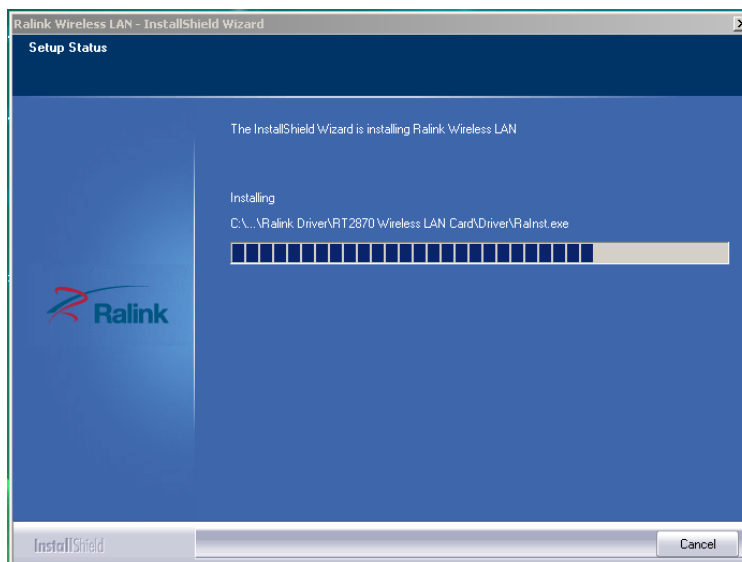 Ralink Wireless LAN - InstallShield Wizard
Setup Status
The InstallShield Wizard is installing Ralink Wireless LAN
Installing
C:\...\Ralink Driver\RT2870 Wireless LAN Card\Driver\RaInst.exe
Ralink
InstallShield
Cancel